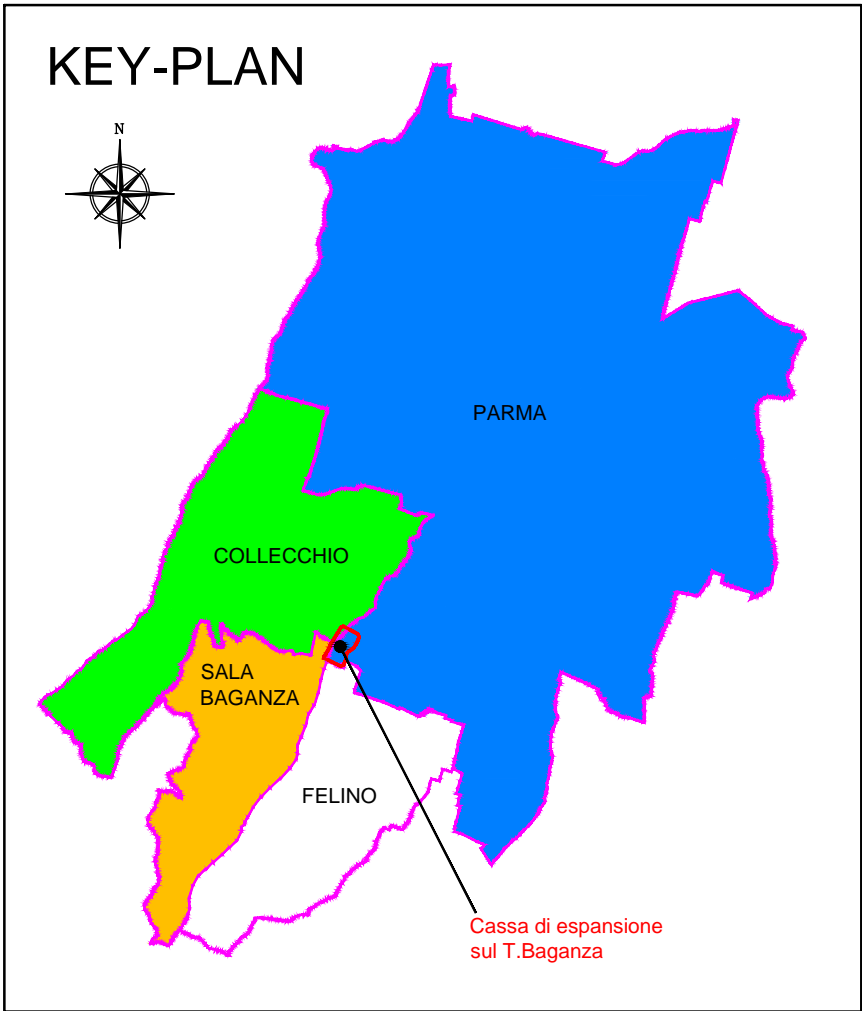 KEY-PLAN
N
PARMA
COLLECCHIO
SALA
BAGANZA
FELINO
Cassa di espansione
sul T.Baganza